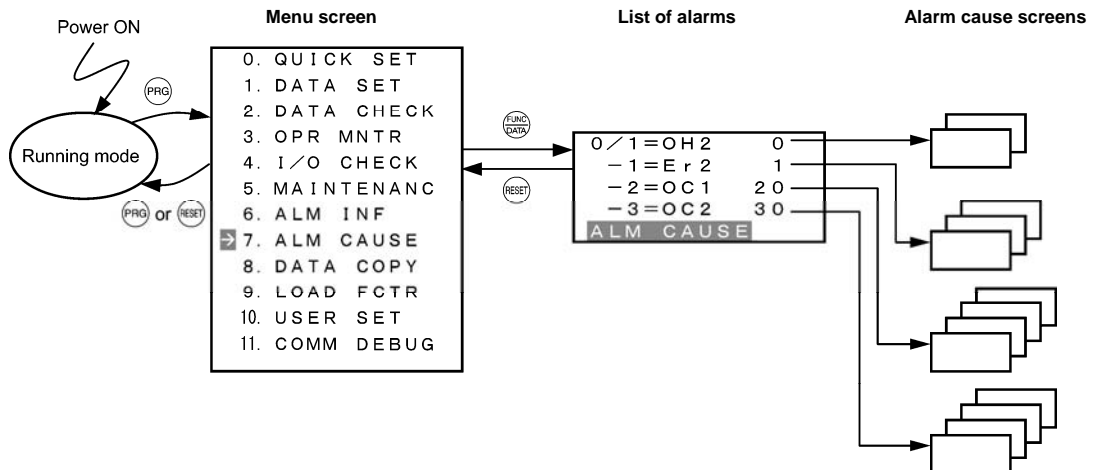 Menu screen
List of alarms
Alarm cause screens
Power ON
PRG
Running mode
PRG or RESET
0. QUICK SET
1. DATA SET
2. DATA CHECK
3. OPR MNTR
4. I/O CHECK
5. MAINTENANC
6. ALM INF
→ 7. ALM CAUSE
8. DATA COPY
9. LOAD FCTR
10. USER SET
11. COMM DEBUG
FUNC
DATA
RESET
0/1=OH2 0
-1=Er2 1
-2=OC1 20
-3=OC2 30
ALM CAUSE